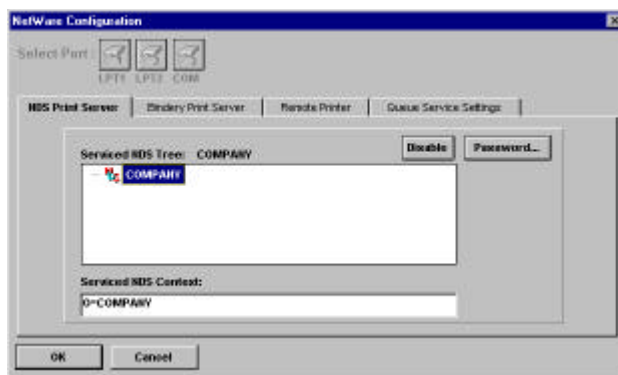 NetWare Configuration
Select Port:
LPT1 LPT2 COM
NDS Print Server Bindery Print Server Remote Printer Queue Service Settings
Serviced NDS Tree: COMPANY
Disable Password...
COMPANY
Serviced NDS Context:
O=COMPANY
OK Cancel